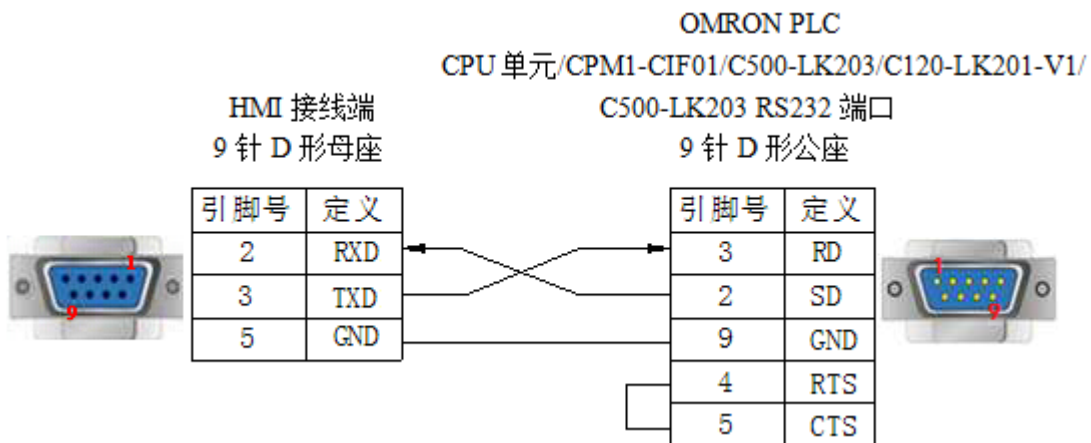 OMRON PLC
CPU 单元/CPM1-CIF01/C500-LK203/C120-LK201-V1/
C500-LK203 RS232 端口
9 针 D 形公座
HMI 接线端
9 针 D 形母座
引脚号 定义
2 RXD
3 TXD
5 GND
引脚号 定义
3 RD
2 SD
9 GND
4 RTS
5 CTS
1
9
1
9